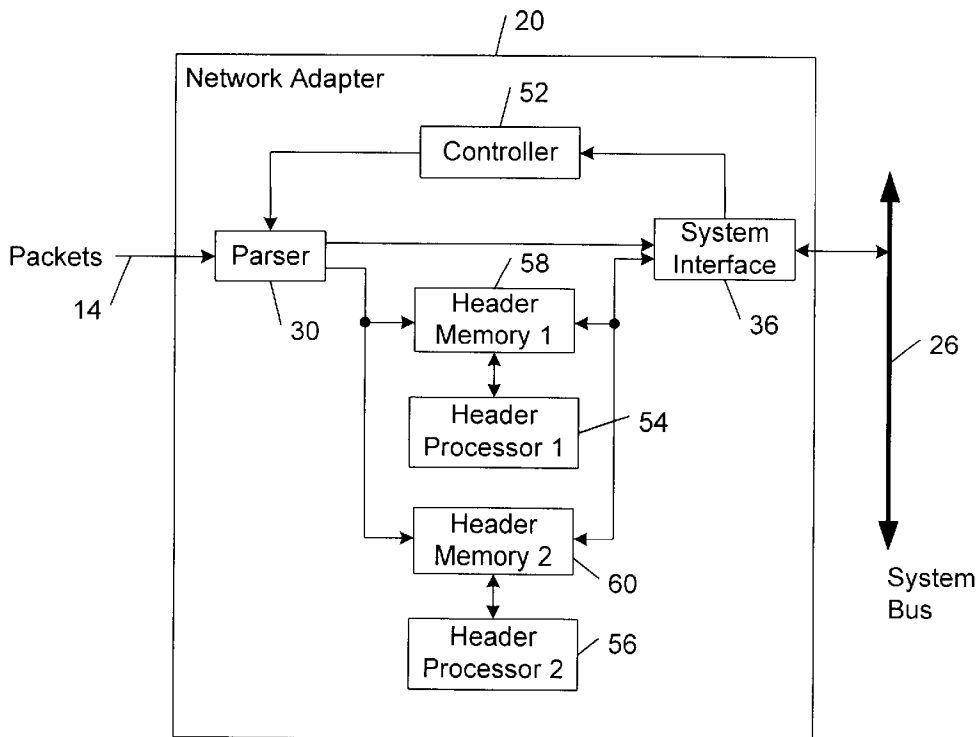 20
Network Adapter
52
Controller
Packets
14
Parser
30
System
Interface
36
26
58
Header
Memory 1
Header
Processor 1
54
Header
Memory 2
60
System
Bus
Header
Processor 2
56